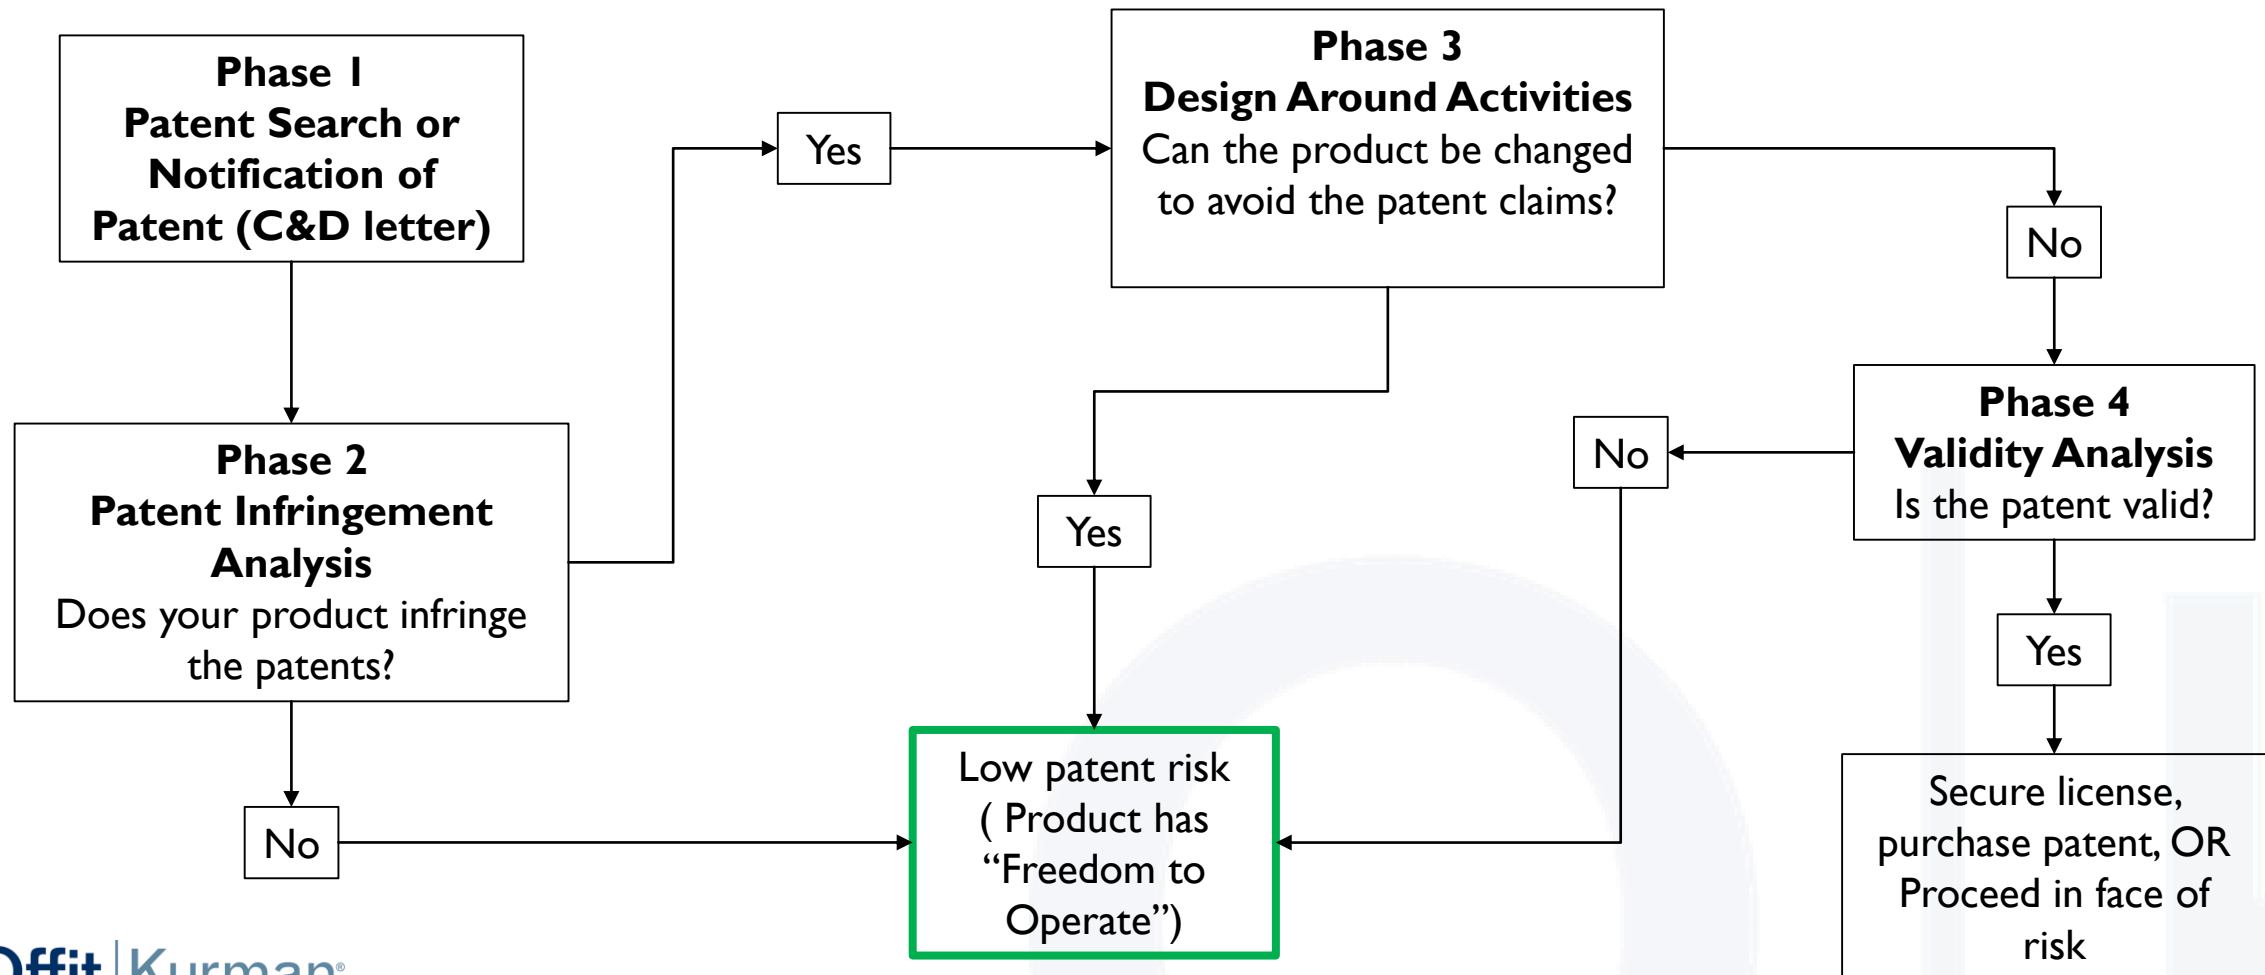 Phase 1
Patent Search or
Notification of
Patent (C&D letter)
Phase 2
Patent Infringement
Analysis
Does your product infringe
the patents?
No
Yes
Phase 3
Design Around Activities
Can the product be changed
to avoid the patent claims?
Yes
No
Phase 4
Validity Analysis
Is the patent valid?
No
Yes
Low patent risk
( Product has
“Freedom to
Operate”)
Secure license,
purchase patent, OR
Proceed in face of
risk
Offit | Kurman®